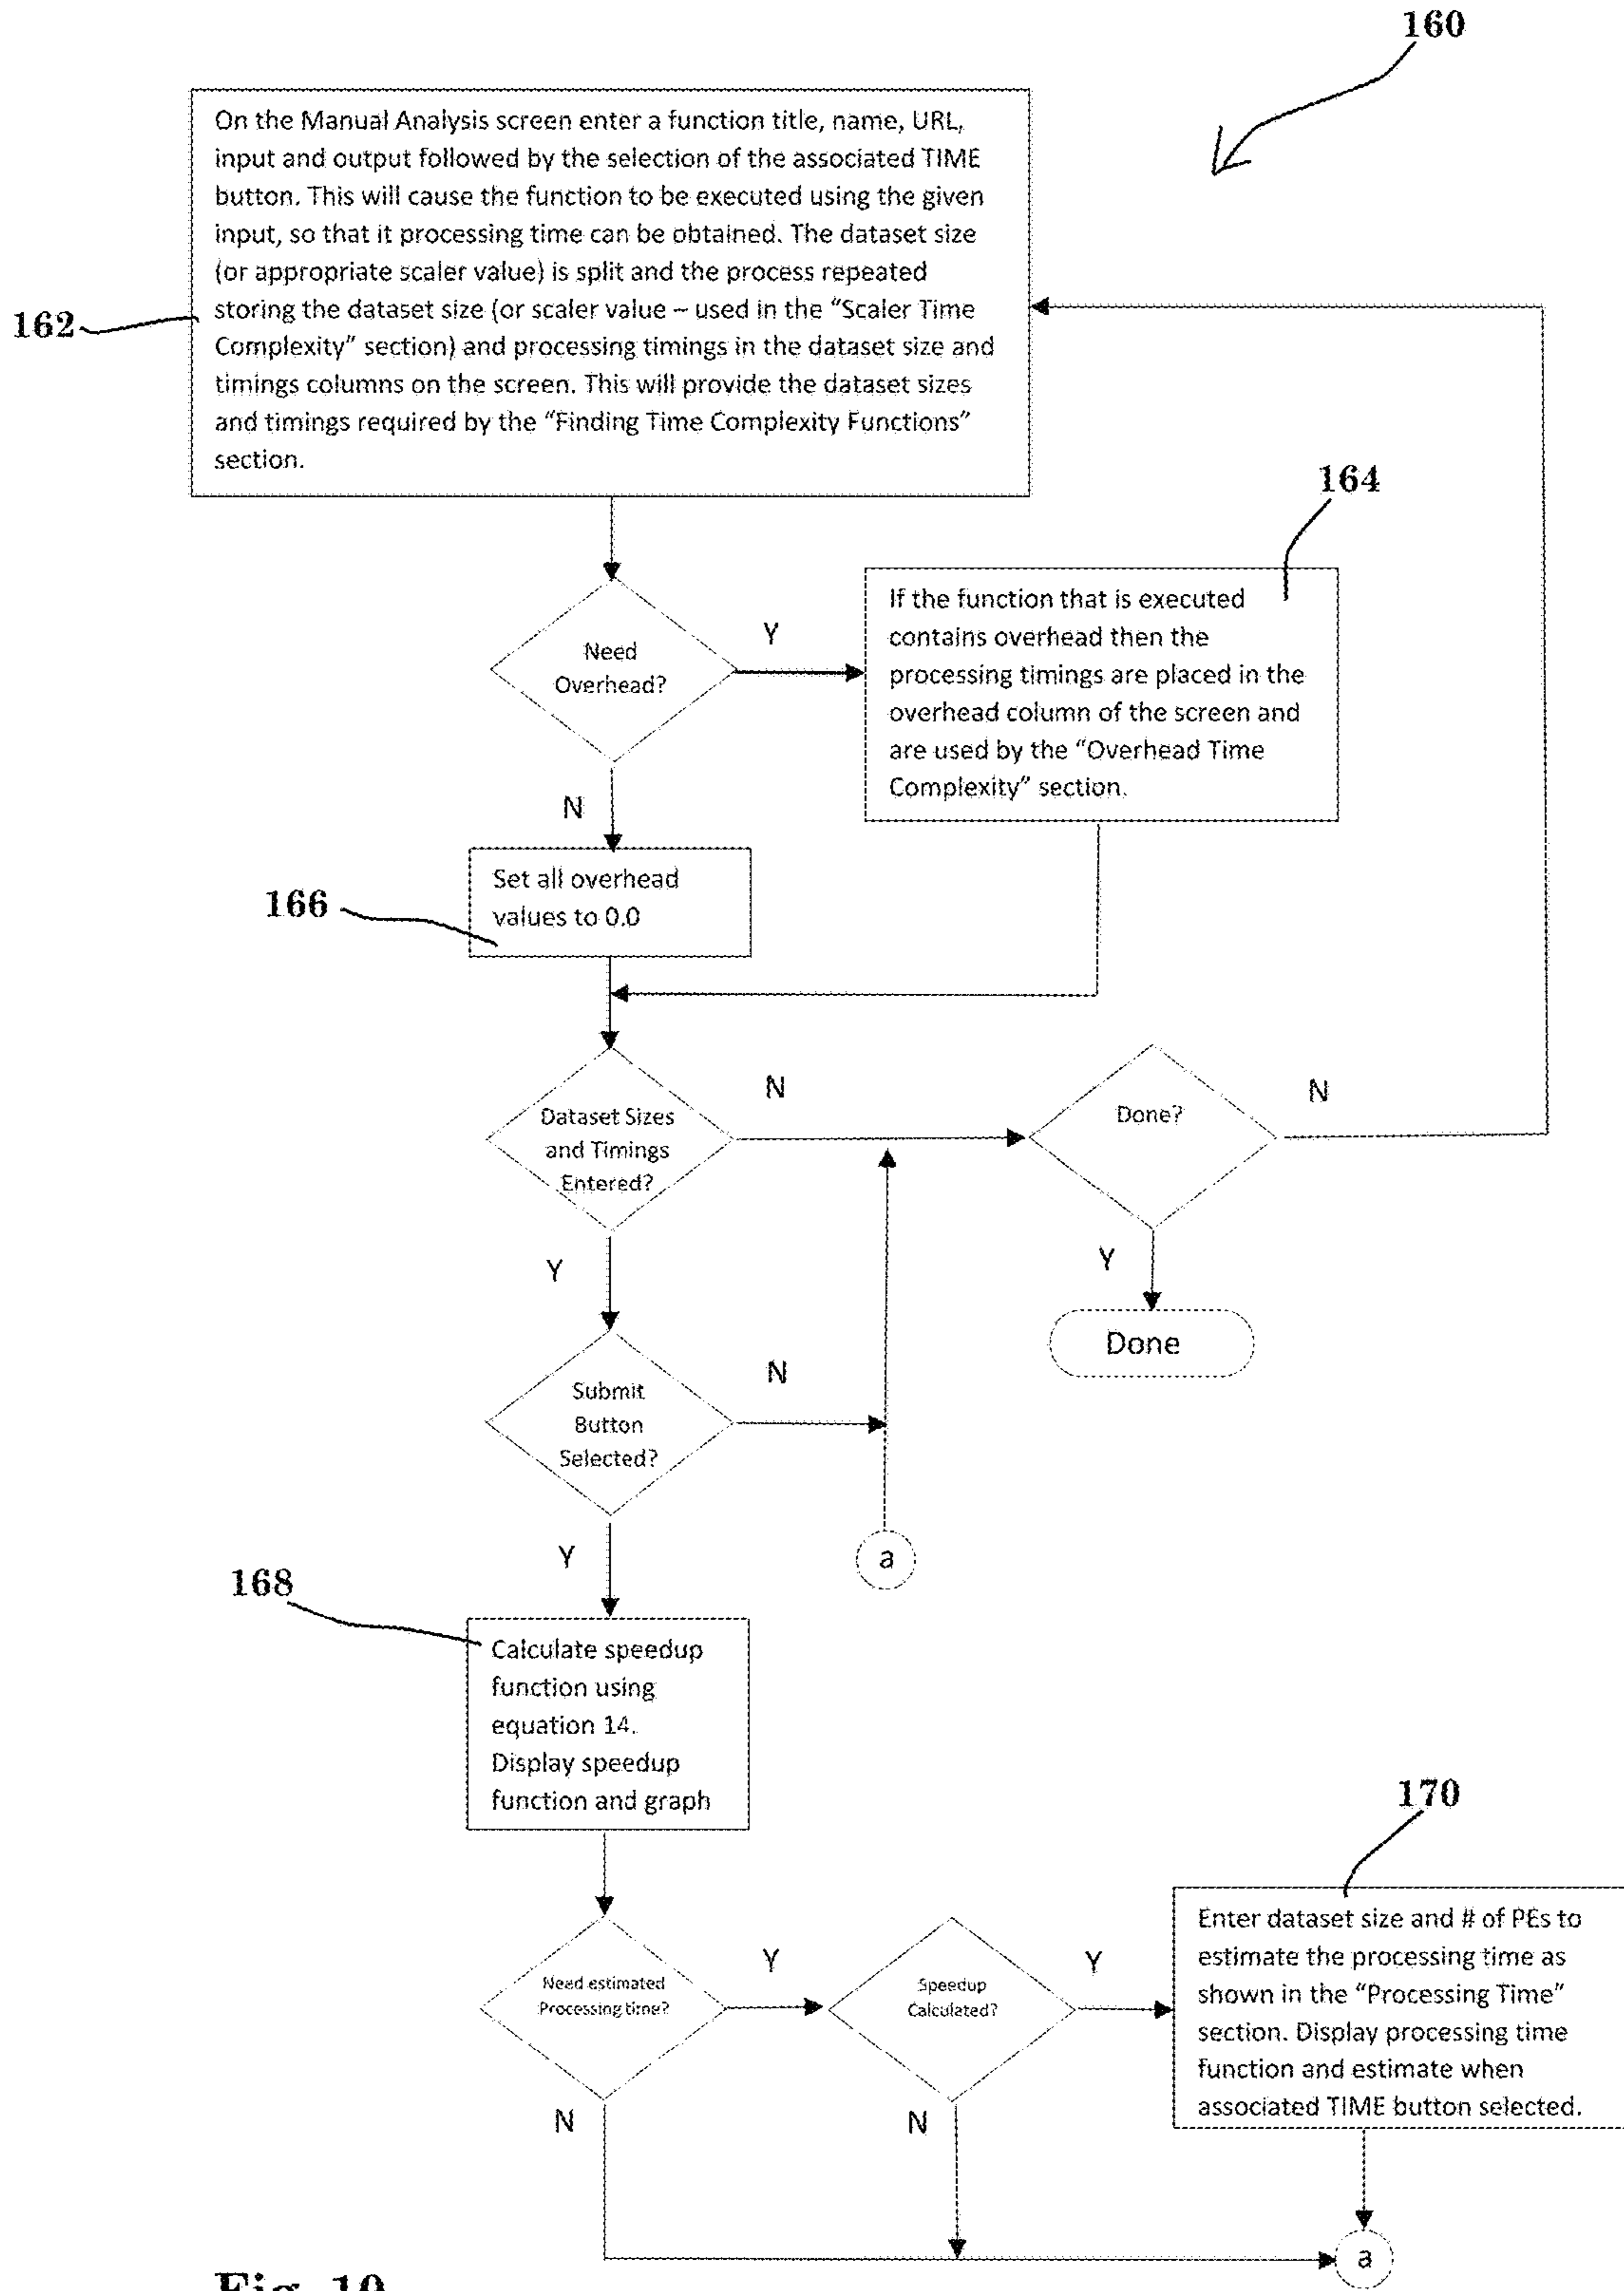 160
On the Manual Analysis screen enter a function title, name, URL,
input and output followed by the selection of the associated TIME
button. This will cause the function to be executed using the given
input, so that it processing time can be obtained. The dataset size
(or appropriate scaler value) is split and the process repeated
storing the dataset size (or scaler value – used in the “Scaler Time
Complexity” section) and processing timings in the dataset size and
timings columns on the screen. This will provide the dataset sizes
and timings required by the “Finding Time Complexity Functions”
section.
162
164
Need
Overhead?
Y
If the function that is executed
contains overhead then the
processing timings are placed in the
overhead column of the screen and
are used by the “Overhead Time
Complexity” section.
N
166
Set all overhead
values to 0.0
Dataset Sizes
and Timings
Entered?
N
Done?
N
Y
Y
Done
Submit
Button
Selected?
N
Y
a
168
Calculate speedup
function using
equation 14.
Display speedup
function and graph
170
Need estimated
Processing time?
Y
Speedup
Calculated?
Y
Enter dataset size and # of PEs to
estimate the processing time as
shown in the “Processing Time”
section. Display processing time
function and estimate when
associated TIME button selected.
N
N
a
Fig. 10